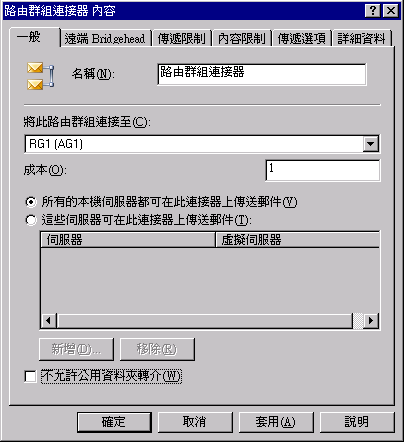 路由群組連接器 內容
一般 遠端 Bridgehead 傳遞限制 內容限制 傳遞選項 詳細資料
名稱(N): 路由群組連接器
將此路由群組連接至(C):
RG1 (AG1)
成本(O): 1
所有的本機伺服器都可在此連接器上傳送郵件(V)
這些伺服器可在此連接器上傳送郵件(T):
伺服器 虛擬伺服器
新增(D)... 移除(R)
不允許公用資料夾轉介(W)
確定 取消 套用(A) 說明